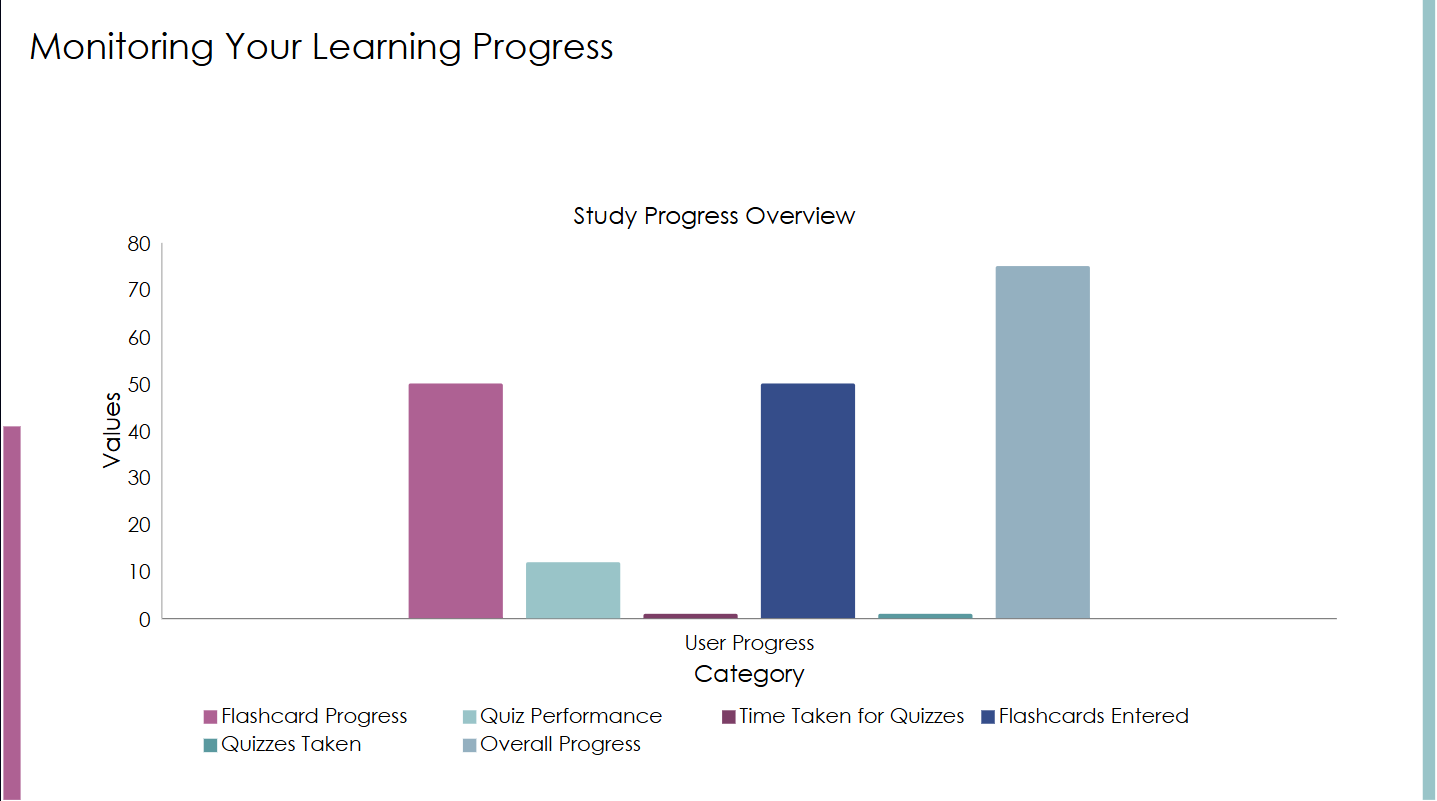 Monitoring Your Learning Progress
Study Progress Overview
80
70
60
50
40
30
20
10
0
Values
User Progress
Category
Flashcard Progress Quiz Performance Time Taken for Quizzes Flashcards Entered
Quizzes Taken Overall Progress